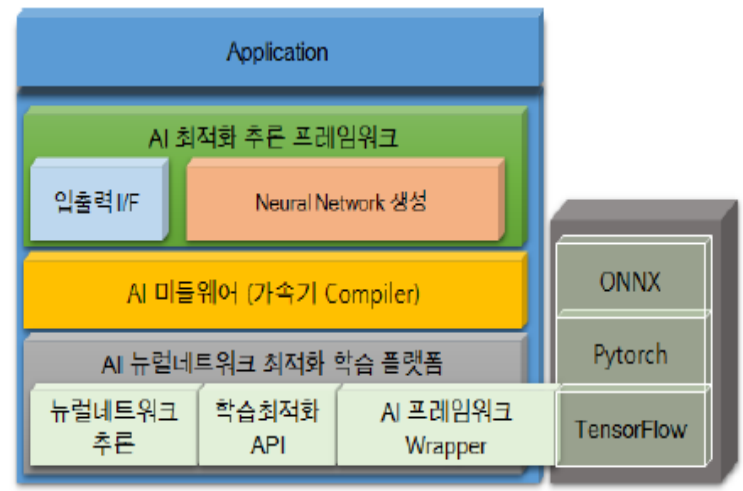 Application
AI 최적화 추론 프레임워크
입출력 I/F
Neural Network 생성
AI 미들웨어 (가속기 Compiler)
AI 뉴럴네트워크 최적화 학습 플랫폼
뉴럴네트워크
추론
학습최적화
API
AI 프레임워크
Wrapper
ONNX
Pytorch
TensorFlow